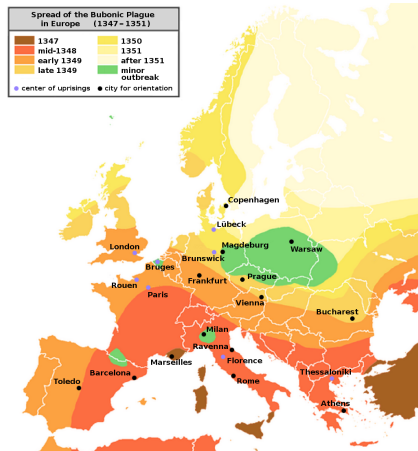 Spread of the Bubonic Plague
in Europe (1347–1351)
1347
mid-1348
early 1349
late 1349
1350
1351
after 1351
minor
outbreak
center of uprisings
city for orientation
Copenhagen
Lübeck
London
Magdeburg
Warsaw
Bruges
Brunswick
Frankfurt
Prague
Rouen
Paris
Vienna
Bucharest
Milan
Ravenna
Marseilles
Florence
Toledo
Barcelona
Rome
Thessaloniki
Athens